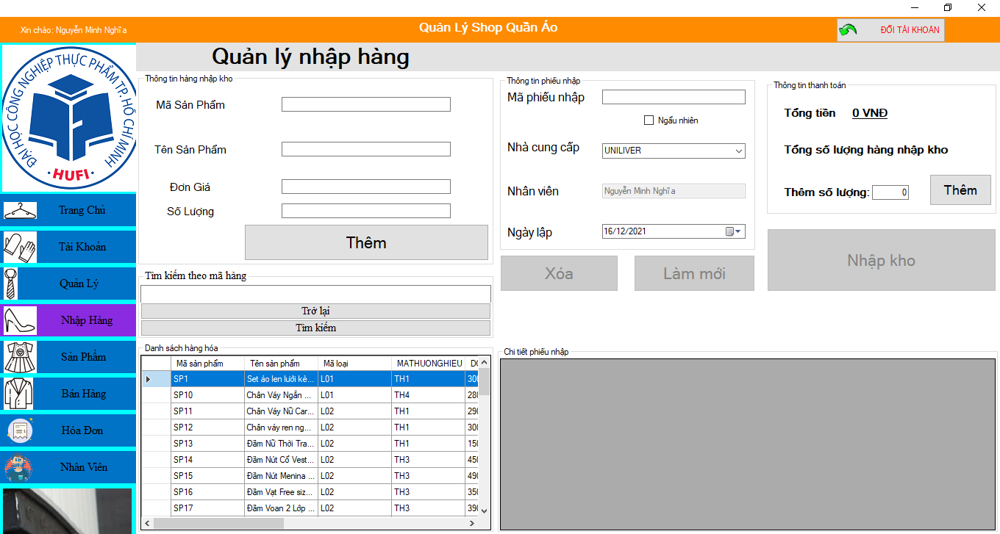 Xin chào: Nguyễn Minh Nghĩa
Quản Lý Shop Quần Áo
ĐỔI TÀI KHOẢN
ĐẠI HỌC CÔNG NGHIỆP THỰC PHẨM TP. HỒ CHÍ MINH
HUFI
Trang Chủ
Tài Khoản
Quản Lý
Nhập Hàng
Sản Phẩm
Bán Hàng
Hóa Đơn
Nhân Viên
Quản lý nhập hàng
Thông tin hàng nhập kho
Mã Sản Phẩm
Tên Sản Phẩm
Đơn Giá
Số Lượng
Thêm
Tìm kiếm theo mã hàng
Trở lại
Tìm kiếm
Thông tin phiếu nhập
Mã phiếu nhập
Ngẫu nhiên
Nhà cung cấp UNILIVER
Nhân viên Nguyễn Minh Nghĩa
Ngày lập 16/12/2021
Xóa Làm mới
Thông tin thanh toán
Tổng tiền 0 VNĐ
Tổng số lượng hàng nhập kho
Thêm số lượng: 0 Thêm
Nhập kho
Danh sách hàng hóa
Mã sản phẩm Tên sản phẩm Mã loại MATHUONGHIEU
SP1 Set áo len lưới kè... L01 TH1 300
SP10 Chân Váy Ngắn ... L01 TH4 280
SP11 Chân Váy Nữ Car... L02 TH1 290
SP12 Chân váy ren ng... L02 TH1 300
SP13 Đầm Nữ Thời Tra... L02 TH1 150
SP14 Đầm Nút Cổ Vest... L02 TH3 450
SP15 Đầm Nút Menina ... L02 TH3 490
SP16 Đầm Vạt Free siz... L02 TH3 350
SP17 Đầm Voan 2 Lớp ... L02 TH3 390
Chi tiết phiếu nhập